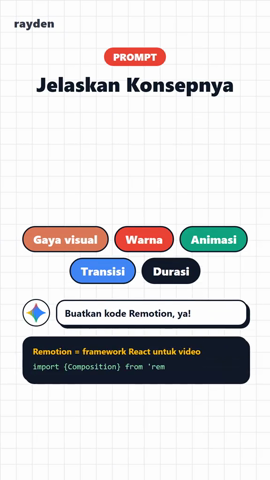 rayden
PROMPT
Jelaskan Konsepnya
Gaya visual
Warna
Animasi
Transisi
Durasi
Buatkan kode Remotion, ya!
Remotion = framework React untuk video
import {Composition} from 'rem